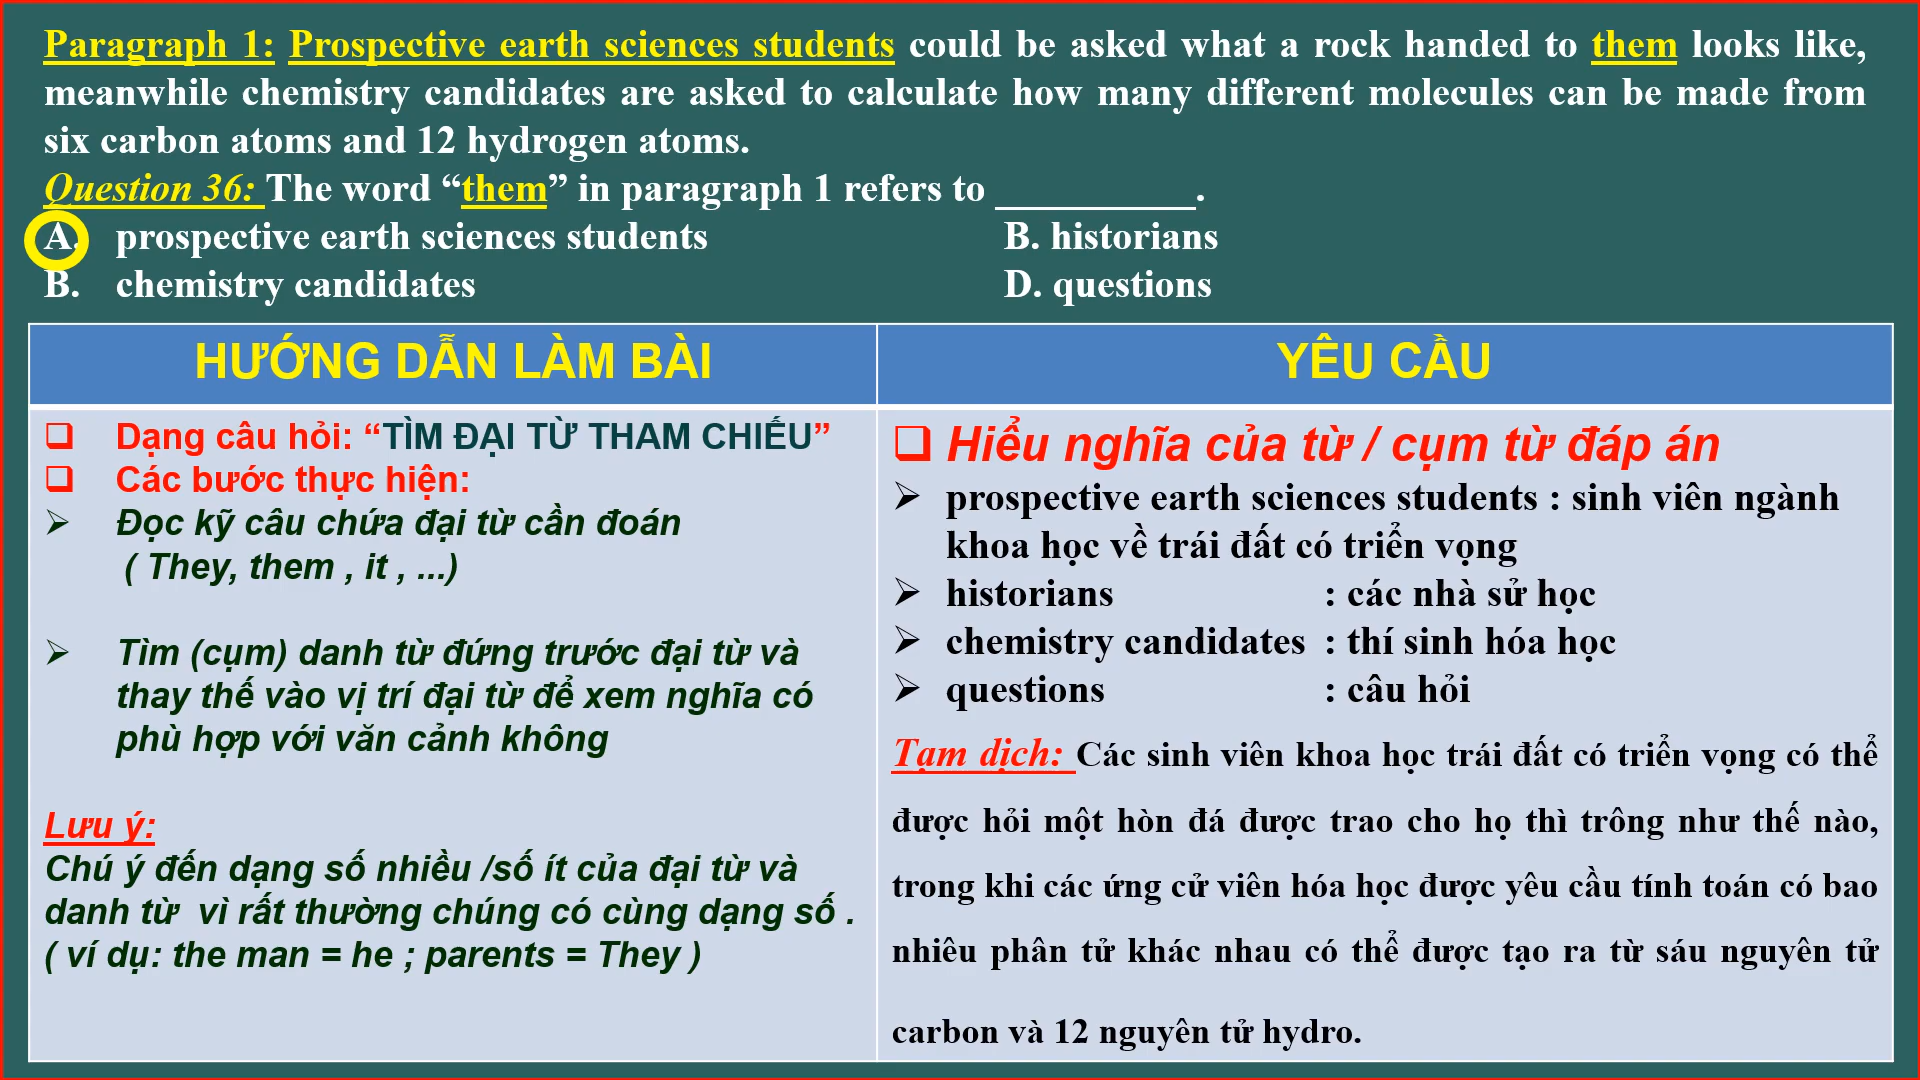 Paragraph 1: Prospective earth sciences students could be asked what a rock handed to them looks like,
meanwhile chemistry candidates are asked to calculate how many different molecules can be made from
six carbon atoms and 12 hydrogen atoms.
Question 36: The word “them” in paragraph 1 refers to __________.
A. prospective earth sciences students B. historians
B. chemistry candidates D. questions
HƯỚNG DẪN LÀM BÀI
YÊU CẦU
Dạng câu hỏi: “TÌM ĐẠI TỪ THAM CHIẾU”
Các bước thực hiện:
Đọc kỹ câu chứa đại từ cần đoán
( They, them , it , ...)
Tìm (cụm) danh từ đứng trước đại từ và
thay thế vào vị trí đại từ để xem nghĩa có
phù hợp với văn cảnh không
Lưu ý:
Chú ý đến dạng số nhiều /số ít của đại từ và
danh từ vì rất thường chúng có cùng dạng số .
( ví dụ: the man = he ; parents = They )
Hiểu nghĩa của từ / cụm từ đáp án
prospective earth sciences students : sinh viên ngành
khoa học về trái đất có triển vọng
historians : các nhà sử học
chemistry candidates : thí sinh hóa học
questions : câu hỏi
Tạm dịch: Các sinh viên khoa học trái đất có triển vọng có thể
được hỏi một hòn đá được trao cho họ thì trông như thế nào,
trong khi các ứng cử viên hóa học được yêu cầu tính toán có bao
nhiêu phân tử khác nhau có thể được tạo ra từ sáu nguyên tử
carbon và 12 nguyên tử hydro.